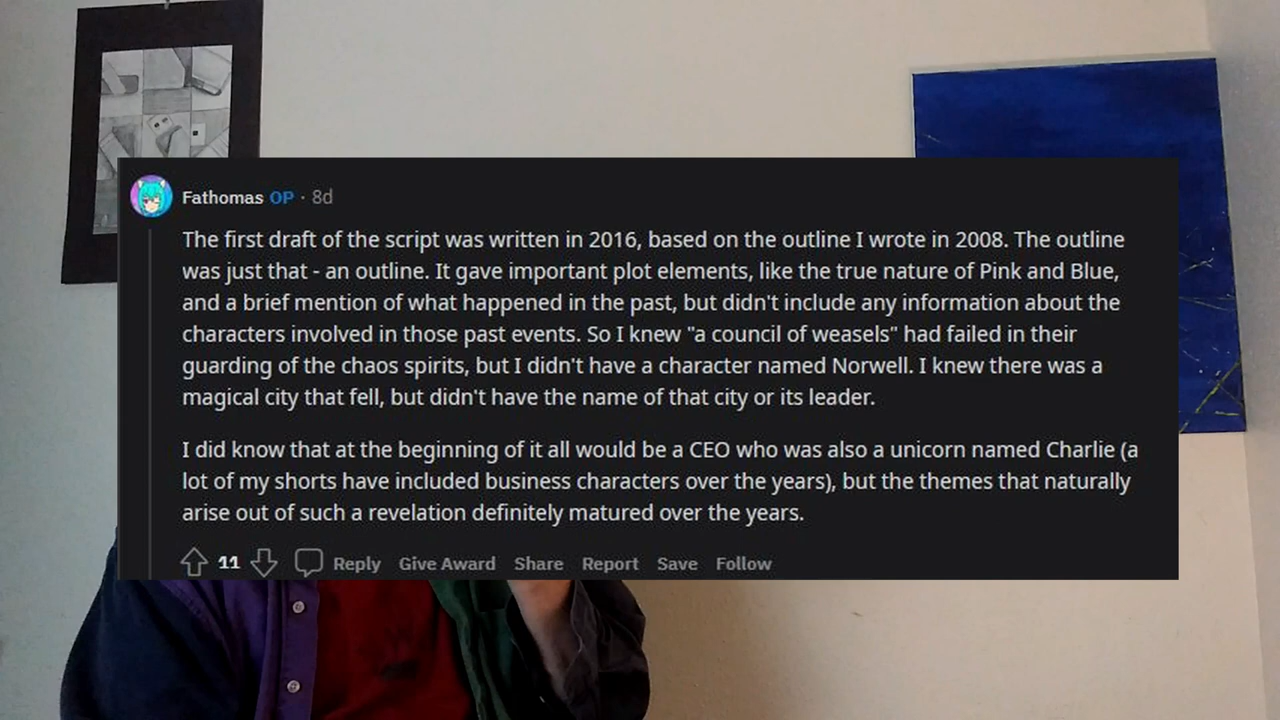 Fathomas OP · 8d
The first draft of the script was written in 2016, based on the outline I wrote in 2008. The outline
was just that - an outline. It gave important plot elements, like the true nature of Pink and Blue,
and a brief mention of what happened in the past, but didn't include any information about the
characters involved in those past events. So I knew "a council of weasels" had failed in their
guarding of the chaos spirits, but I didn't have a character named Norwell. I knew there was a
magical city that fell, but didn't have the name of that city or its leader.
I did know that at the beginning of it all would be a CEO who was also a unicorn named Charlie (a
lot of my shorts have included business characters over the years), but the themes that naturally
arise out of such a revelation definitely matured over the years.
11 Reply Give Award Share Report Save Follow